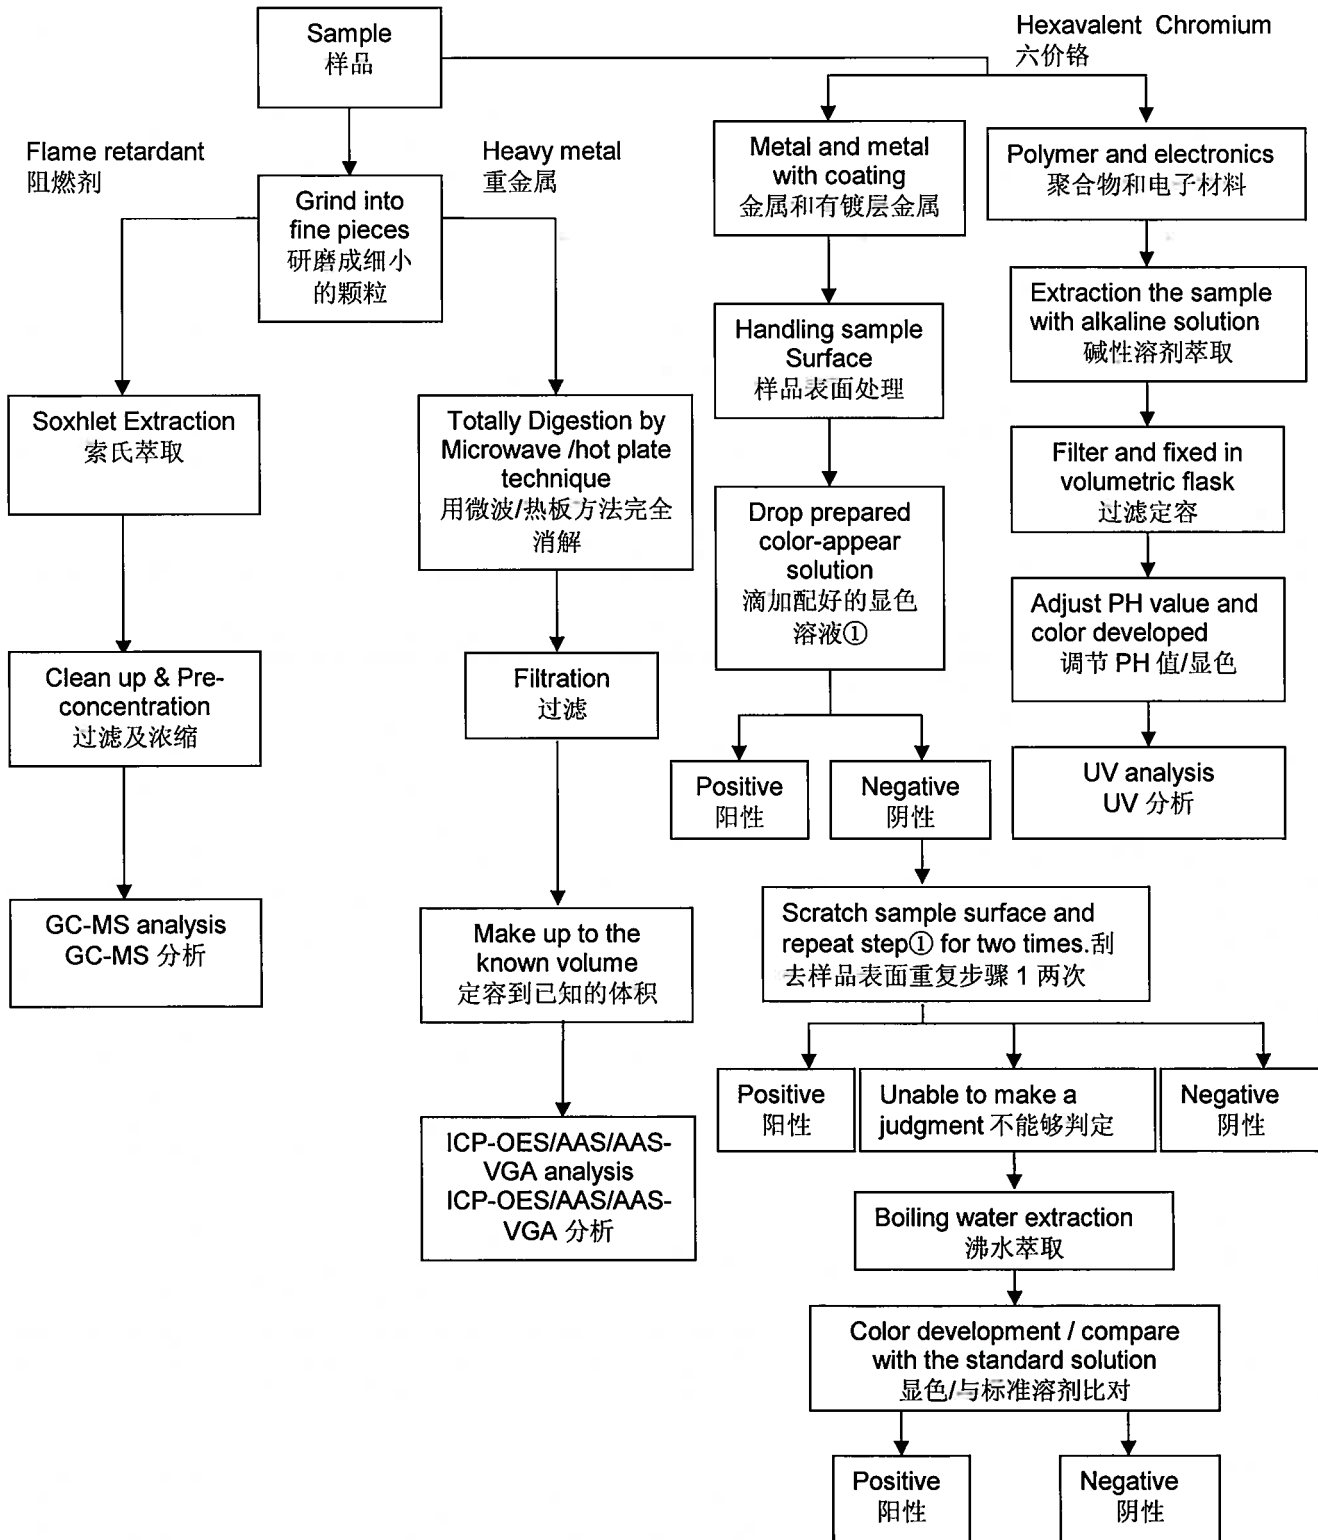 Sample
样品
Hexavalent Chromium
六价铬
Flame retardant
阻燃剂
Heavy metal
重金属
Grind into
fine pieces
研磨成细小
的颗粒
Soxhlet Extraction
索氏萃取
Clean up & Pre-
concentration
过滤及浓缩
GC-MS analysis
GC-MS 分析
Totally Digestion by
Microwave /hot plate
technique
用微波/热板方法完全
消解
Filtration
过滤
Make up to the
known volume
定容到已知的体积
ICP-OES/AAS/AAS-
VGA analysis
ICP-OES/AAS/AAS-
VGA 分析
Metal and metal
with coating
金属和有镀层金属
Handling sample
Surface
样品表面处理
Drop prepared
color-appear
solution
滴加配好的显色
溶液①
Positive
阳性
Negative
阴性
Scratch sample surface and
repeat step① for two times.刮
去样品表面重复步骤 1 两次
Positive
阳性
Unable to make a
judgment 不能够判定
Negative
阴性
Boiling water extraction
沸水萃取
Color development / compare
with the standard solution
显色/与标准溶剂比对
Positive
阳性
Negative
阴性
Polymer and electronics
聚合物和电子材料
Extraction the sample
with alkaline solution
碱性溶剂萃取
Filter and fixed in
volumetric flask
过滤定容
Adjust PH value and
color developed
调节 PH 值/显色
UV analysis
UV 分析